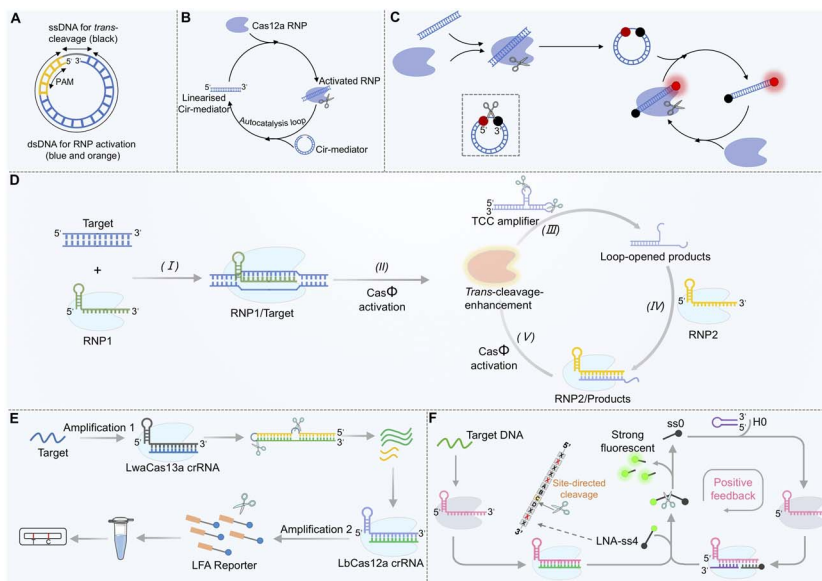 A
ssDNA for trans-
cleavage (black)
5' 3'
PAM
dsDNA for RNP activation
(blue and orange)
B
Cas12a RNP
Activated RNP
Linearised
Cir-mediator
Autocatalysis loop
Cir-mediator
C
5' 3'
D
Target
5' 3'
+
5' 3'
RNP1
(I)
RNP1/Target
(II)
CasΦ
activation
5'
3'
TCC amplifier
(III)
Trans-cleavage-
enhancement
Loop-opened products
(IV)
5' 3'
RNP2
(V)
CasΦ
activation
RNP2/Products
E
Amplification 1
Target
LwaCas13a crRNA
5'
3'
LbCas12a crRNA
Amplification 2
LFA Reporter
T C
F
Target DNA
5' 3'
5'
Site-directed
cleavage
3'
LNA-ss4
Strong
fluorescent
ss0
3'
5'
H0
Positive
feedback
5' 3'
5'
5'